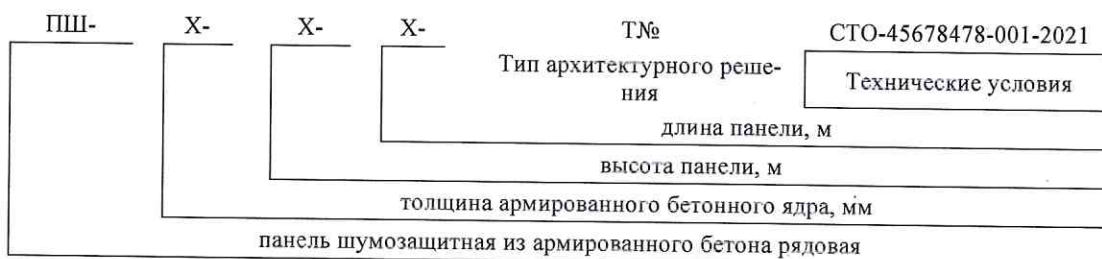 ПШ- Х- Х- Х- Т№ СТО-45678478-001-2021
Тип архитектурного реше-
ния
Технические условия
длина панели, м
высота панели, м
толщина армированного бетонного ядра, мм
панель шумозащитная из армированного бетона рядовая